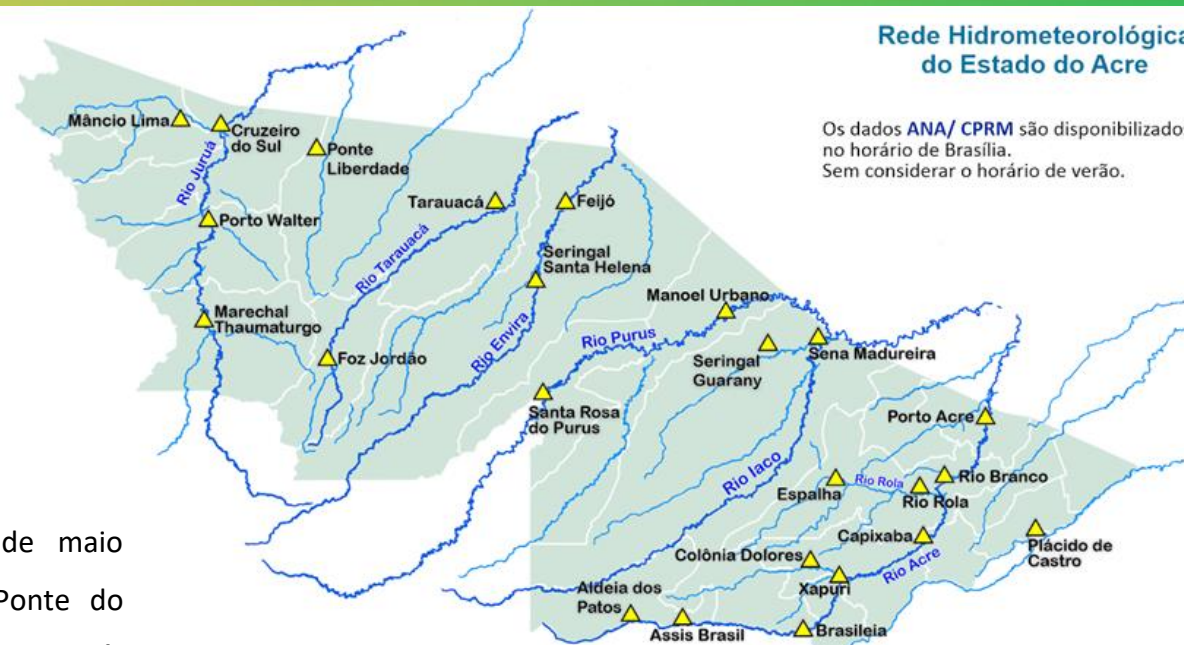 Rede Hidrometeorológica
do Estado do Acre
Os dados ANA/ CPRM são disponibilizado
no horário de Brasília.
Sem considerar o horário de verão.
Mâncio Lima
Cruzeiro
do Sul
Ponte
Liberdade
Rio Juruá
Porto Walter
Tarauacá
Feijó
Rio Tarauacá
Seringal
Santa Helena
Marechal
Thaumaturgo
Foz Jordão
Rio Envira
Manoel Urbano
Rio Purus
Seringal
Guarany
Sena Madureira
Santa Rosa
do Purus
Porto Acre
Rio Iaco
Espalha
Rio Rola
Rio Rola
Rio Branco
Capixaba
Plácido de
Castro
Colônia Dolores
Rio Acre
Xapuri
Aldeia dos
Patos
Assis Brasil
Brasileia
de maio
Ponte do